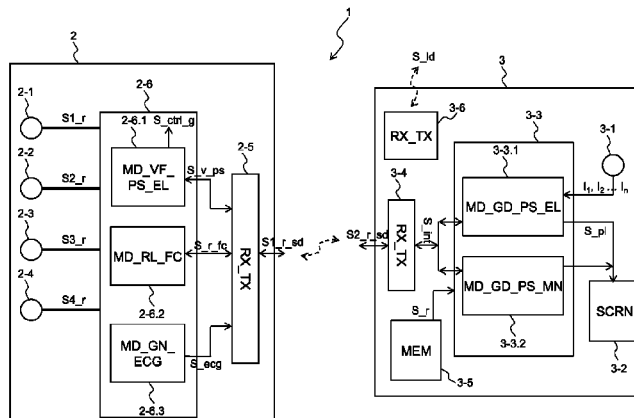 1
2
3
2-1
S1_r
2-2
S2_r
2-3
S3_r
2-4
S4_r
2-6
2-6.1
S_ctrl_g
MD_VF_
PS_EL
S_v_ps
2-5
MD_RL_FC
S_r_fc
2-6.2
RX_TX
S1_r_sd
MD_GN_
ECG
S_ecg
2-6.3
S_ld
RX_TX
3-6
3-4
S2_r_sd
RX_TX
S_int
3-3
3-3.1
MD_GD_PS_EL
3-1
I1, I2 ... In
S_pl
MD_GD_PS_MN
3-3.2
S_r
MEM
3-5
SCRN
3-2